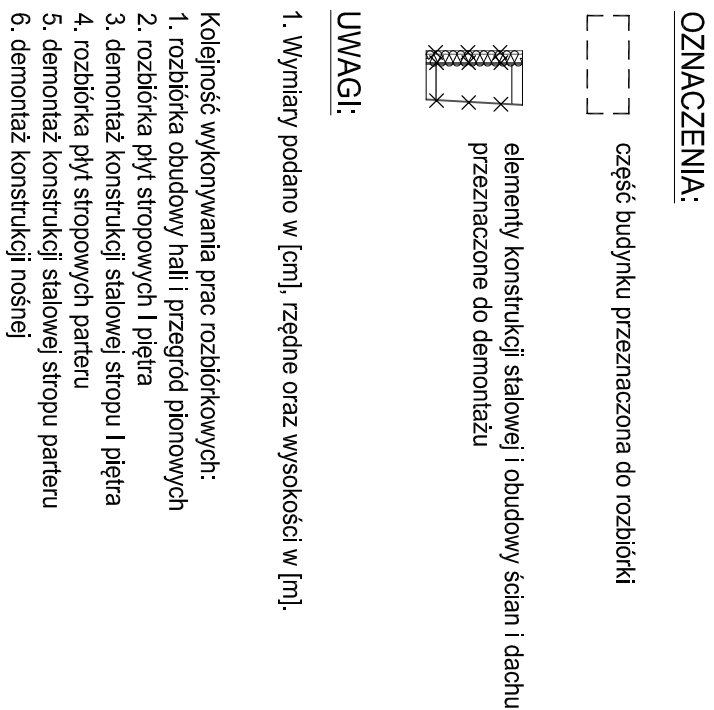 OZNACZENIA:
część budynku przeznaczona do rozbiórki
elementy konstrukcji stalowej i obudowy ścian i dachu
przeznaczone do demontażu
UWAGI:
1. Wymiary podano w [cm], rzędne oraz wysokości w [m].
Kolejność wykonywania prac rozbiórkowych:
1. rozbiórka obudowy hali i przegród pionowych
2. rozbiórka płyt stropowych I piętra
3. demontaż konstrukcji stalowej stropu I piętra
4. rozbiórka płyt stropowych parteru
5. demontaż konstrukcji stalowej stropu parteru
6. demontaż konstrukcji nośnej